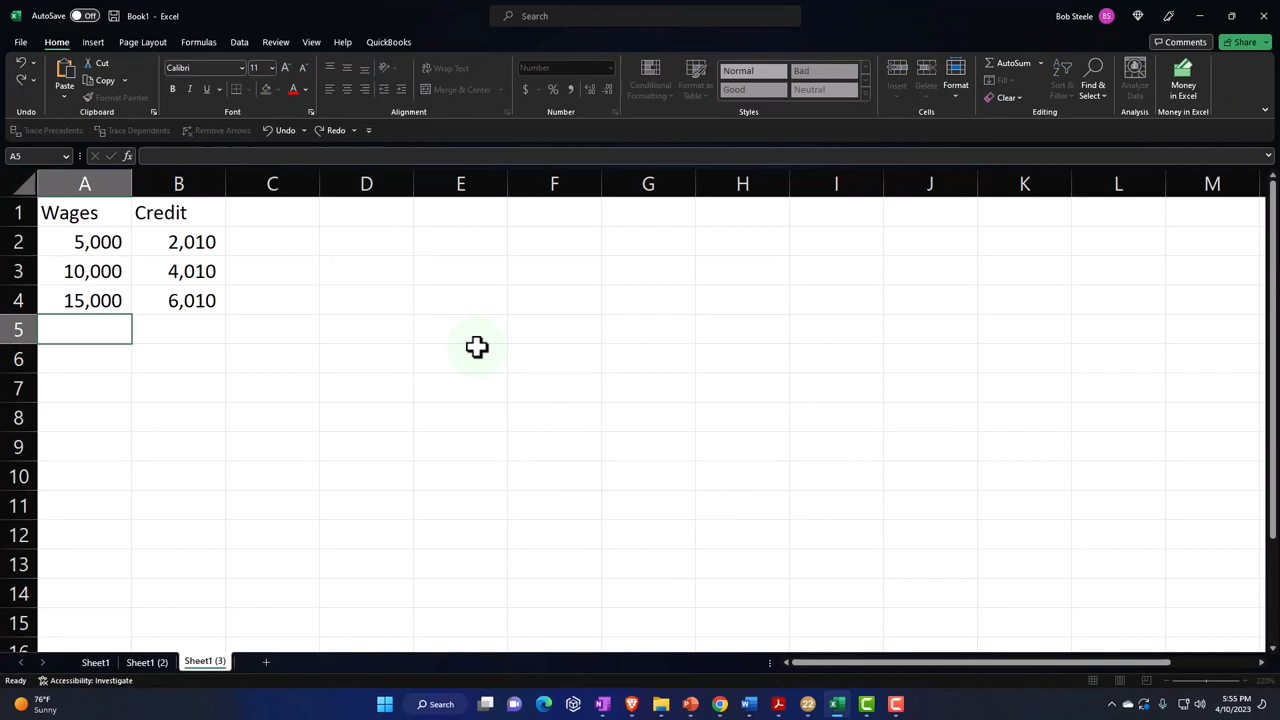 AutoSave Off Book1 - Excel Search Bob Steele BS
File Home Insert Page Layout Formulas Data Review View Help QuickBooks Comments Share
Cut Calibri 11 Wrap Text Number Normal Bad AutoSum
Paste Copy Conditional Formatting Format as Table Insert Delete Format Sort & Filter Find & Select Analyze Data Money in Excel
Format Painter B I U A Merge & Center $ % Good Neutral Clear
Undo Clipboard Font Alignment Number Styles Cells Editing Analysis Money in Excel
Trace Precedents Trace Dependents Remove Arrows Undo Redo
A5 fx
A B C D E F G H I J K L M
1 Wages Credit
2 5,000 2,010
3 10,000 4,010
4 15,000 6,010
5
6
7
8
9
10
11
12
13
14
15
16
Sheet1 Sheet1 (2) Sheet1 (3)
Ready Accessibility: Investigate 220%
76°F Search 22 5:55 PM
Sunny 4/10/2023